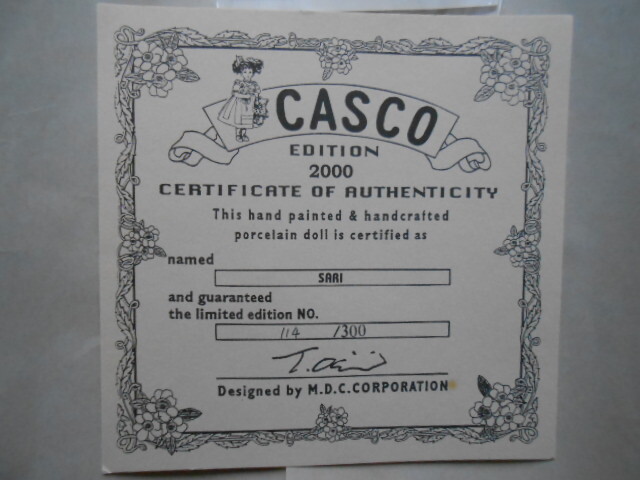 CASCO
EDITION
2000
CERTIFICATE OF AUTHENTICITY
This hand painted & handcrafted
porcelain doll is certified as
named
SARI
and guaranteed
the limited edition NO.
114 /300
Designed by M.D.C.CORPORATION